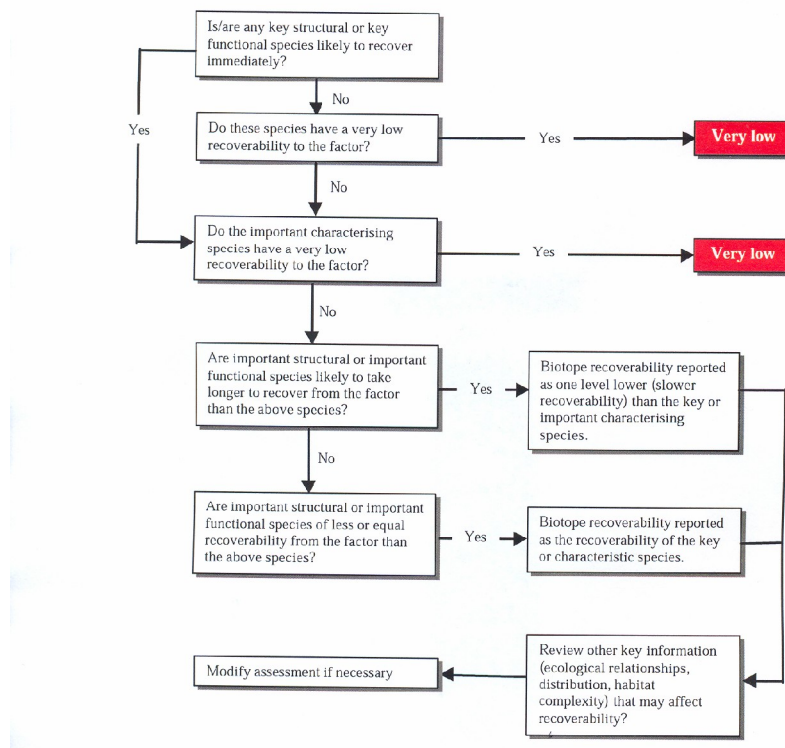 Is/are any key structural or key
functional species likely to recover
immediately?
No
Yes
Do these species have a very low
recoverability to the factor?
Yes
Very low
No
Do the important characterising
species have a very low
recoverability to the factor?
Yes
Very low
No
Are important structural or important
functional species likely to take
longer to recover from the factor
than the above species?
Yes
Biotope recoverability reported
as one level lower (slower
recoverability) than the key or
important characterising
species.
No
Are important structural or important
functional species of less or equal
recoverability from the factor than
the above species?
Yes
Biotope recoverability reported
as the recoverability of the key
or characteristic species.
Review other key information
(ecological relationships,
distribution, habitat
complexity) that may affect
recoverability?
Modify assessment if necessary